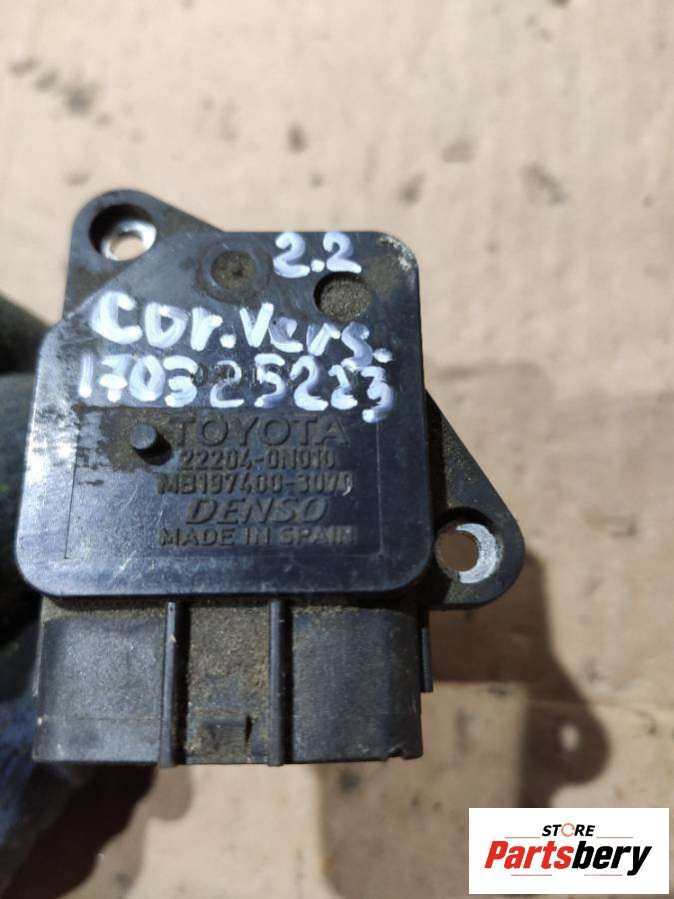 2.2
Cor.Vers.
170325223
TOYOTA
22204-0N010
MB197400-3070
DENSO
MADE IN SPAIN
STORE
Partsbery